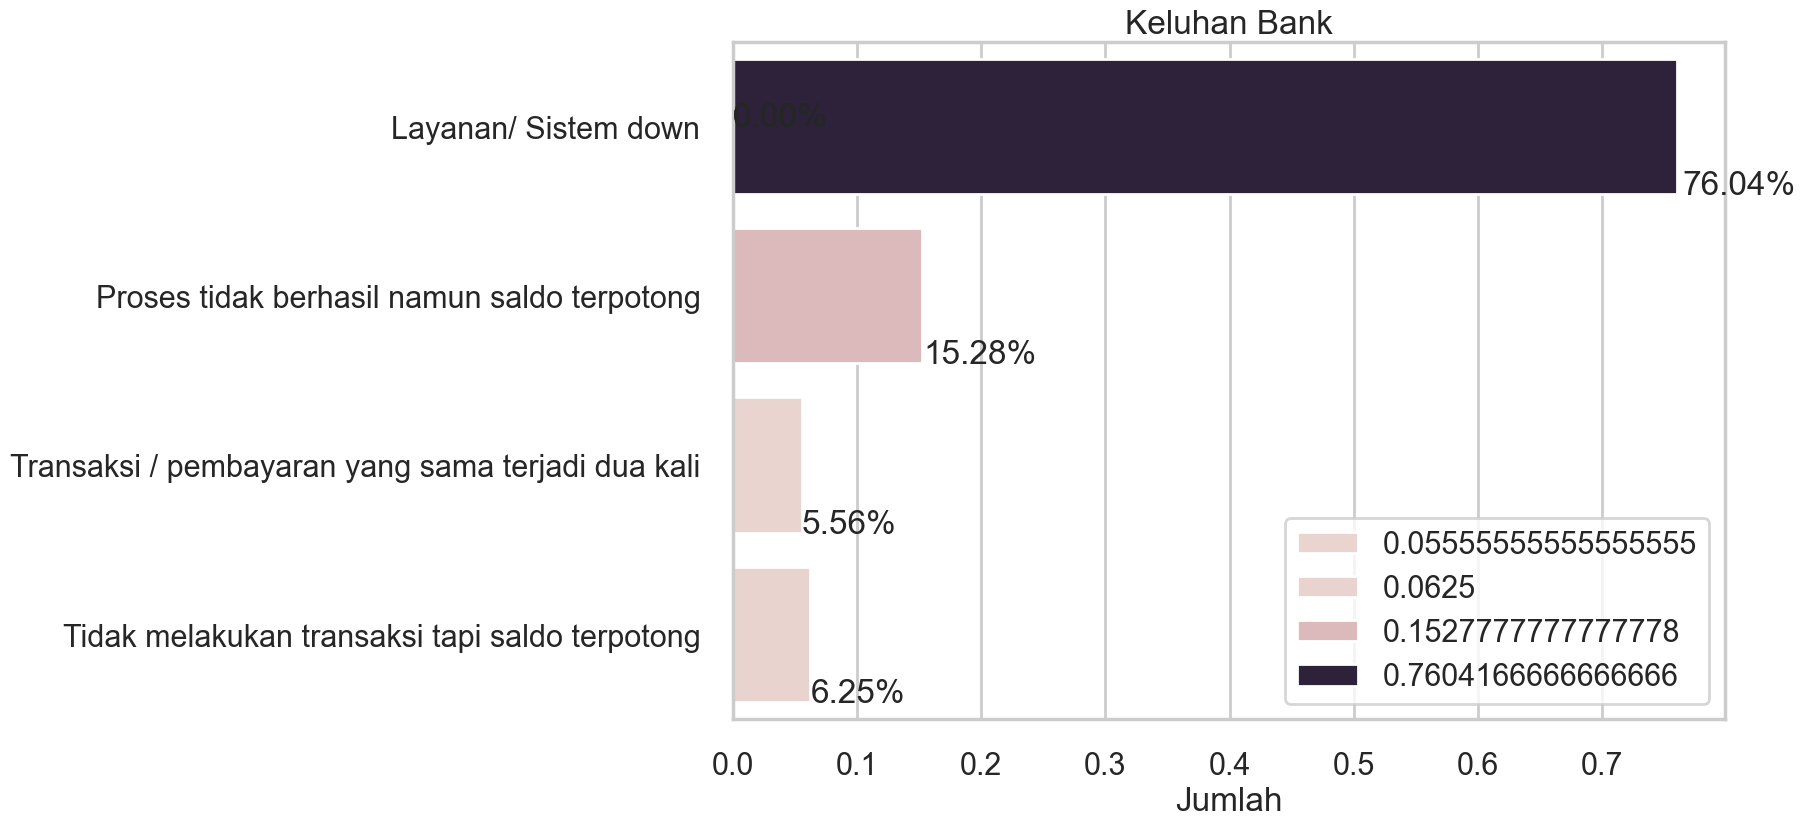 Keluhan Bank
Layanan/ Sistem down
0.00%
76.04%
Proses tidak berhasil namun saldo terpotong
15.28%
Transaksi / pembayaran yang sama terjadi dua kali
5.56%
Tidak melakukan transaksi tapi saldo terpotong
6.25%
0.05555555555555555
0.0625
0.1527777777777778
0.7604166666666666
0.0 0.1 0.2 0.3 0.4 0.5 0.6 0.7
Jumlah